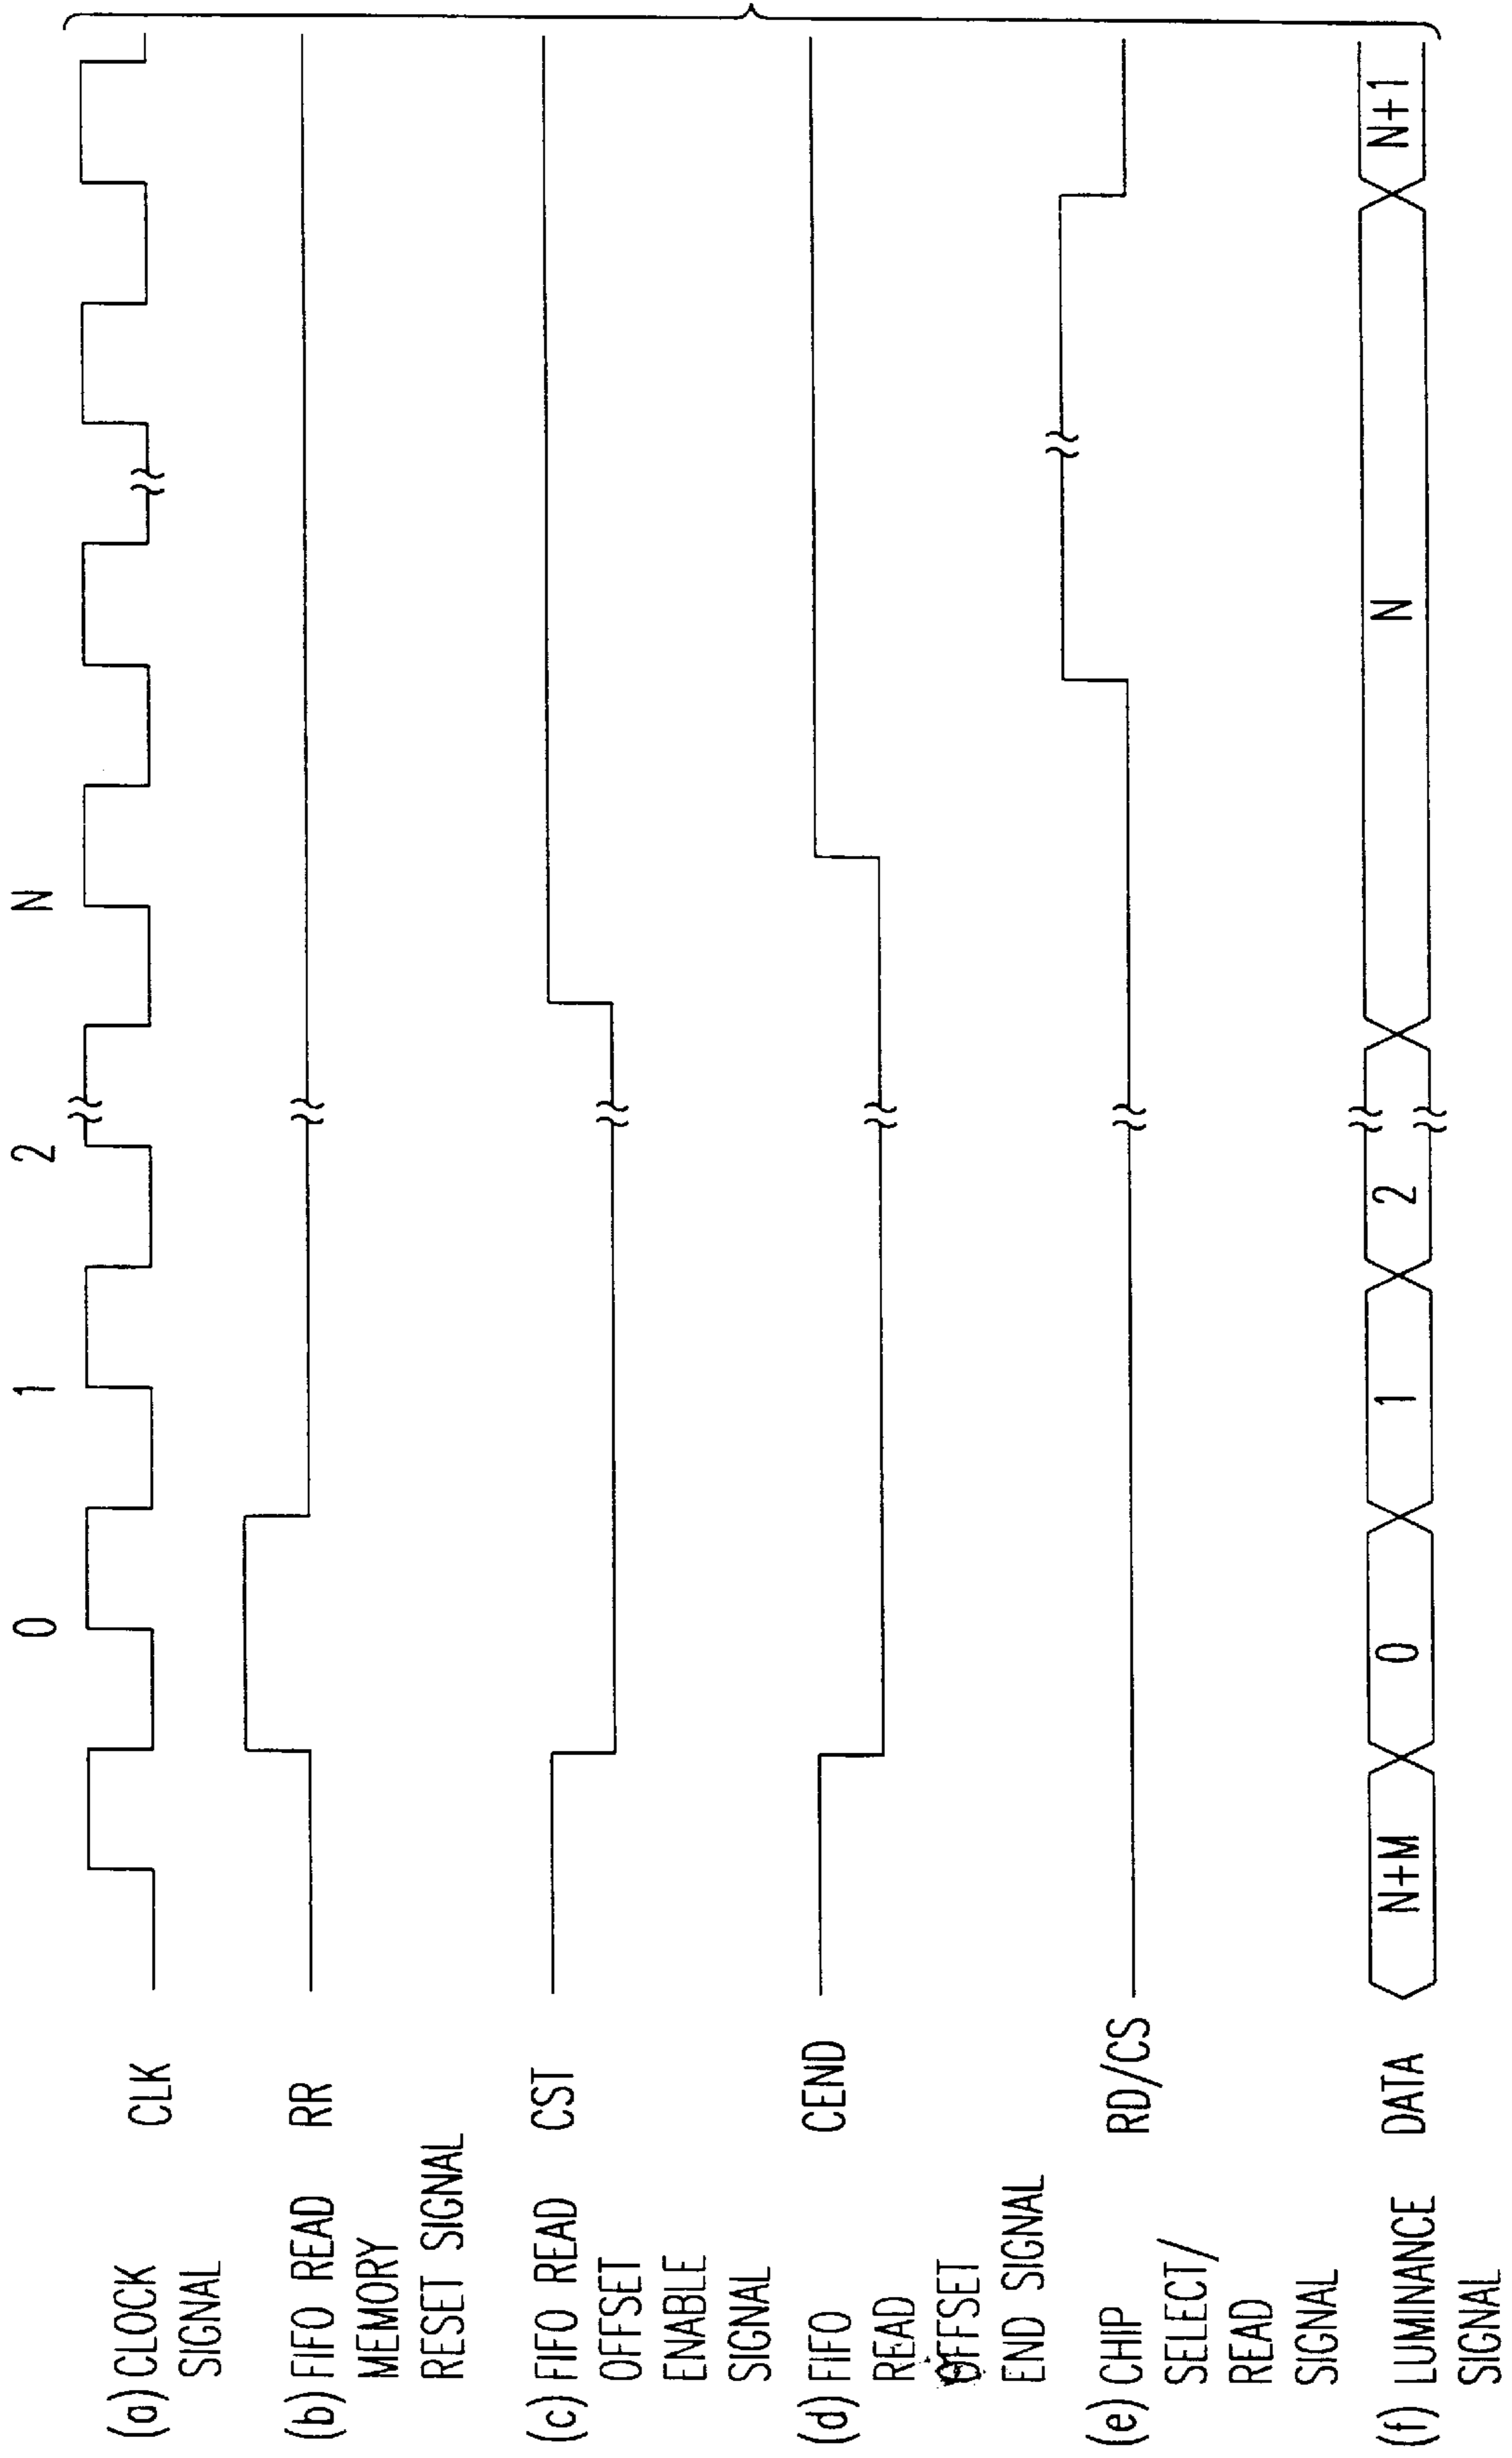 0 1 2 N
(a) CLOCK SIGNAL CLK
(b) FIFO READ MEMORY RESET SIGNAL RR
(c) FIFO READ OFFSET ENABLE SIGNAL CST
(d) FIFO READ OFFSET END SIGNAL CEND
(e) CHIP SELECT/ READ SIGNAL RD/CS
(f) LUMINANCE SIGNAL DATA
N+M 0 1 2 N N+1